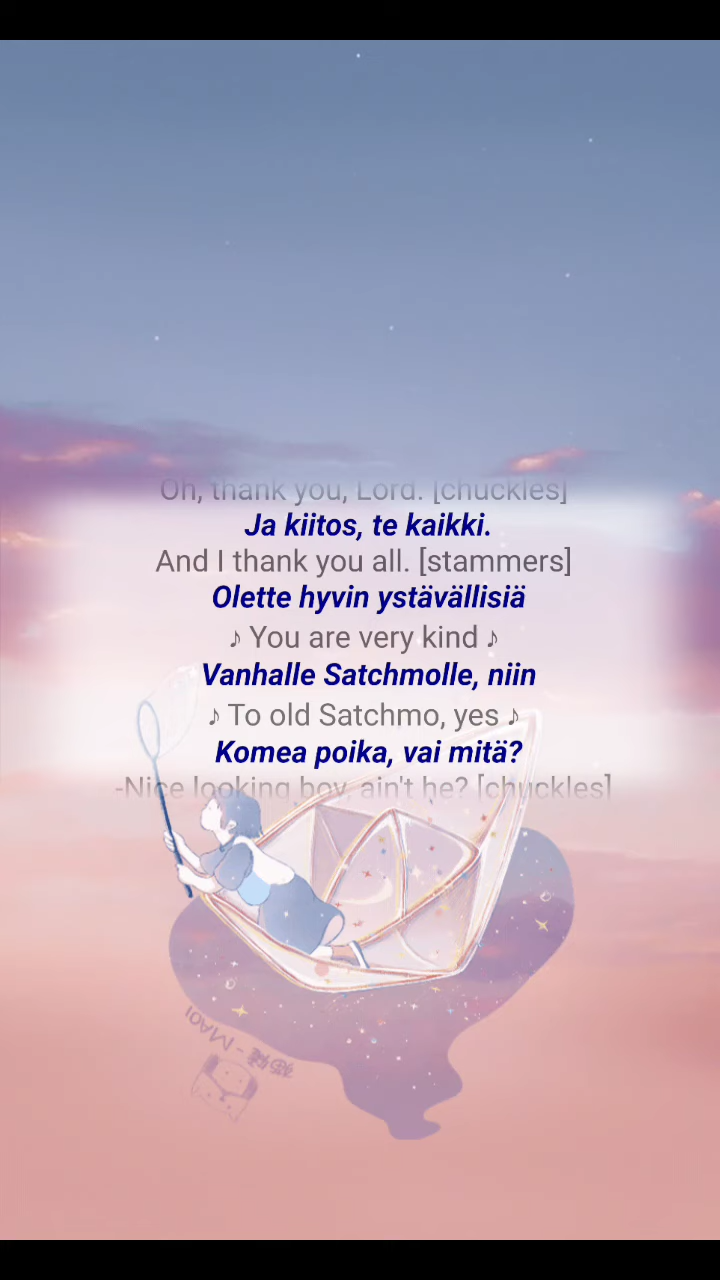 Oh, thank you, Lord. [chuckles]
Ja kiitos, te kaikki.
And I thank you all. [stammers]
Olette hyvin ystävällisiä
♪ You are very kind ♪
Vanhalle Satchmolle, niin
♪ To old Satchmo, yes ♪
Komea poika, vai mitä?
-Nice looking boy, ain't he? [chuckles]